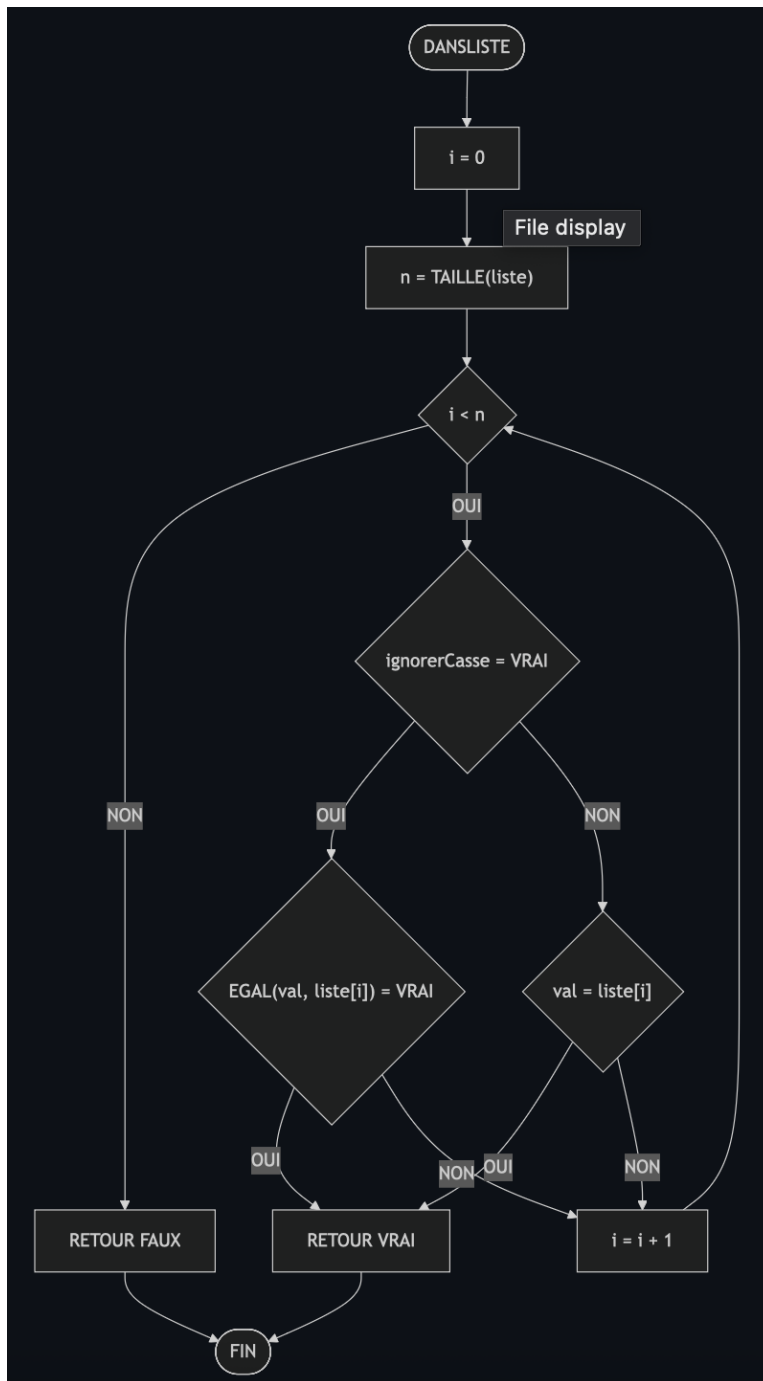 DANSLISTE
i = 0
File display
n = TAILLE(liste)
i < n
OUI
ignorerCasse = VRAI
NON
OUI
NON
EGAL(val, liste[i]) = VRAI
val = liste[i]
OUI
NON
OUI
NON
RETOUR FAUX
RETOUR VRAI
i = i + 1
FIN